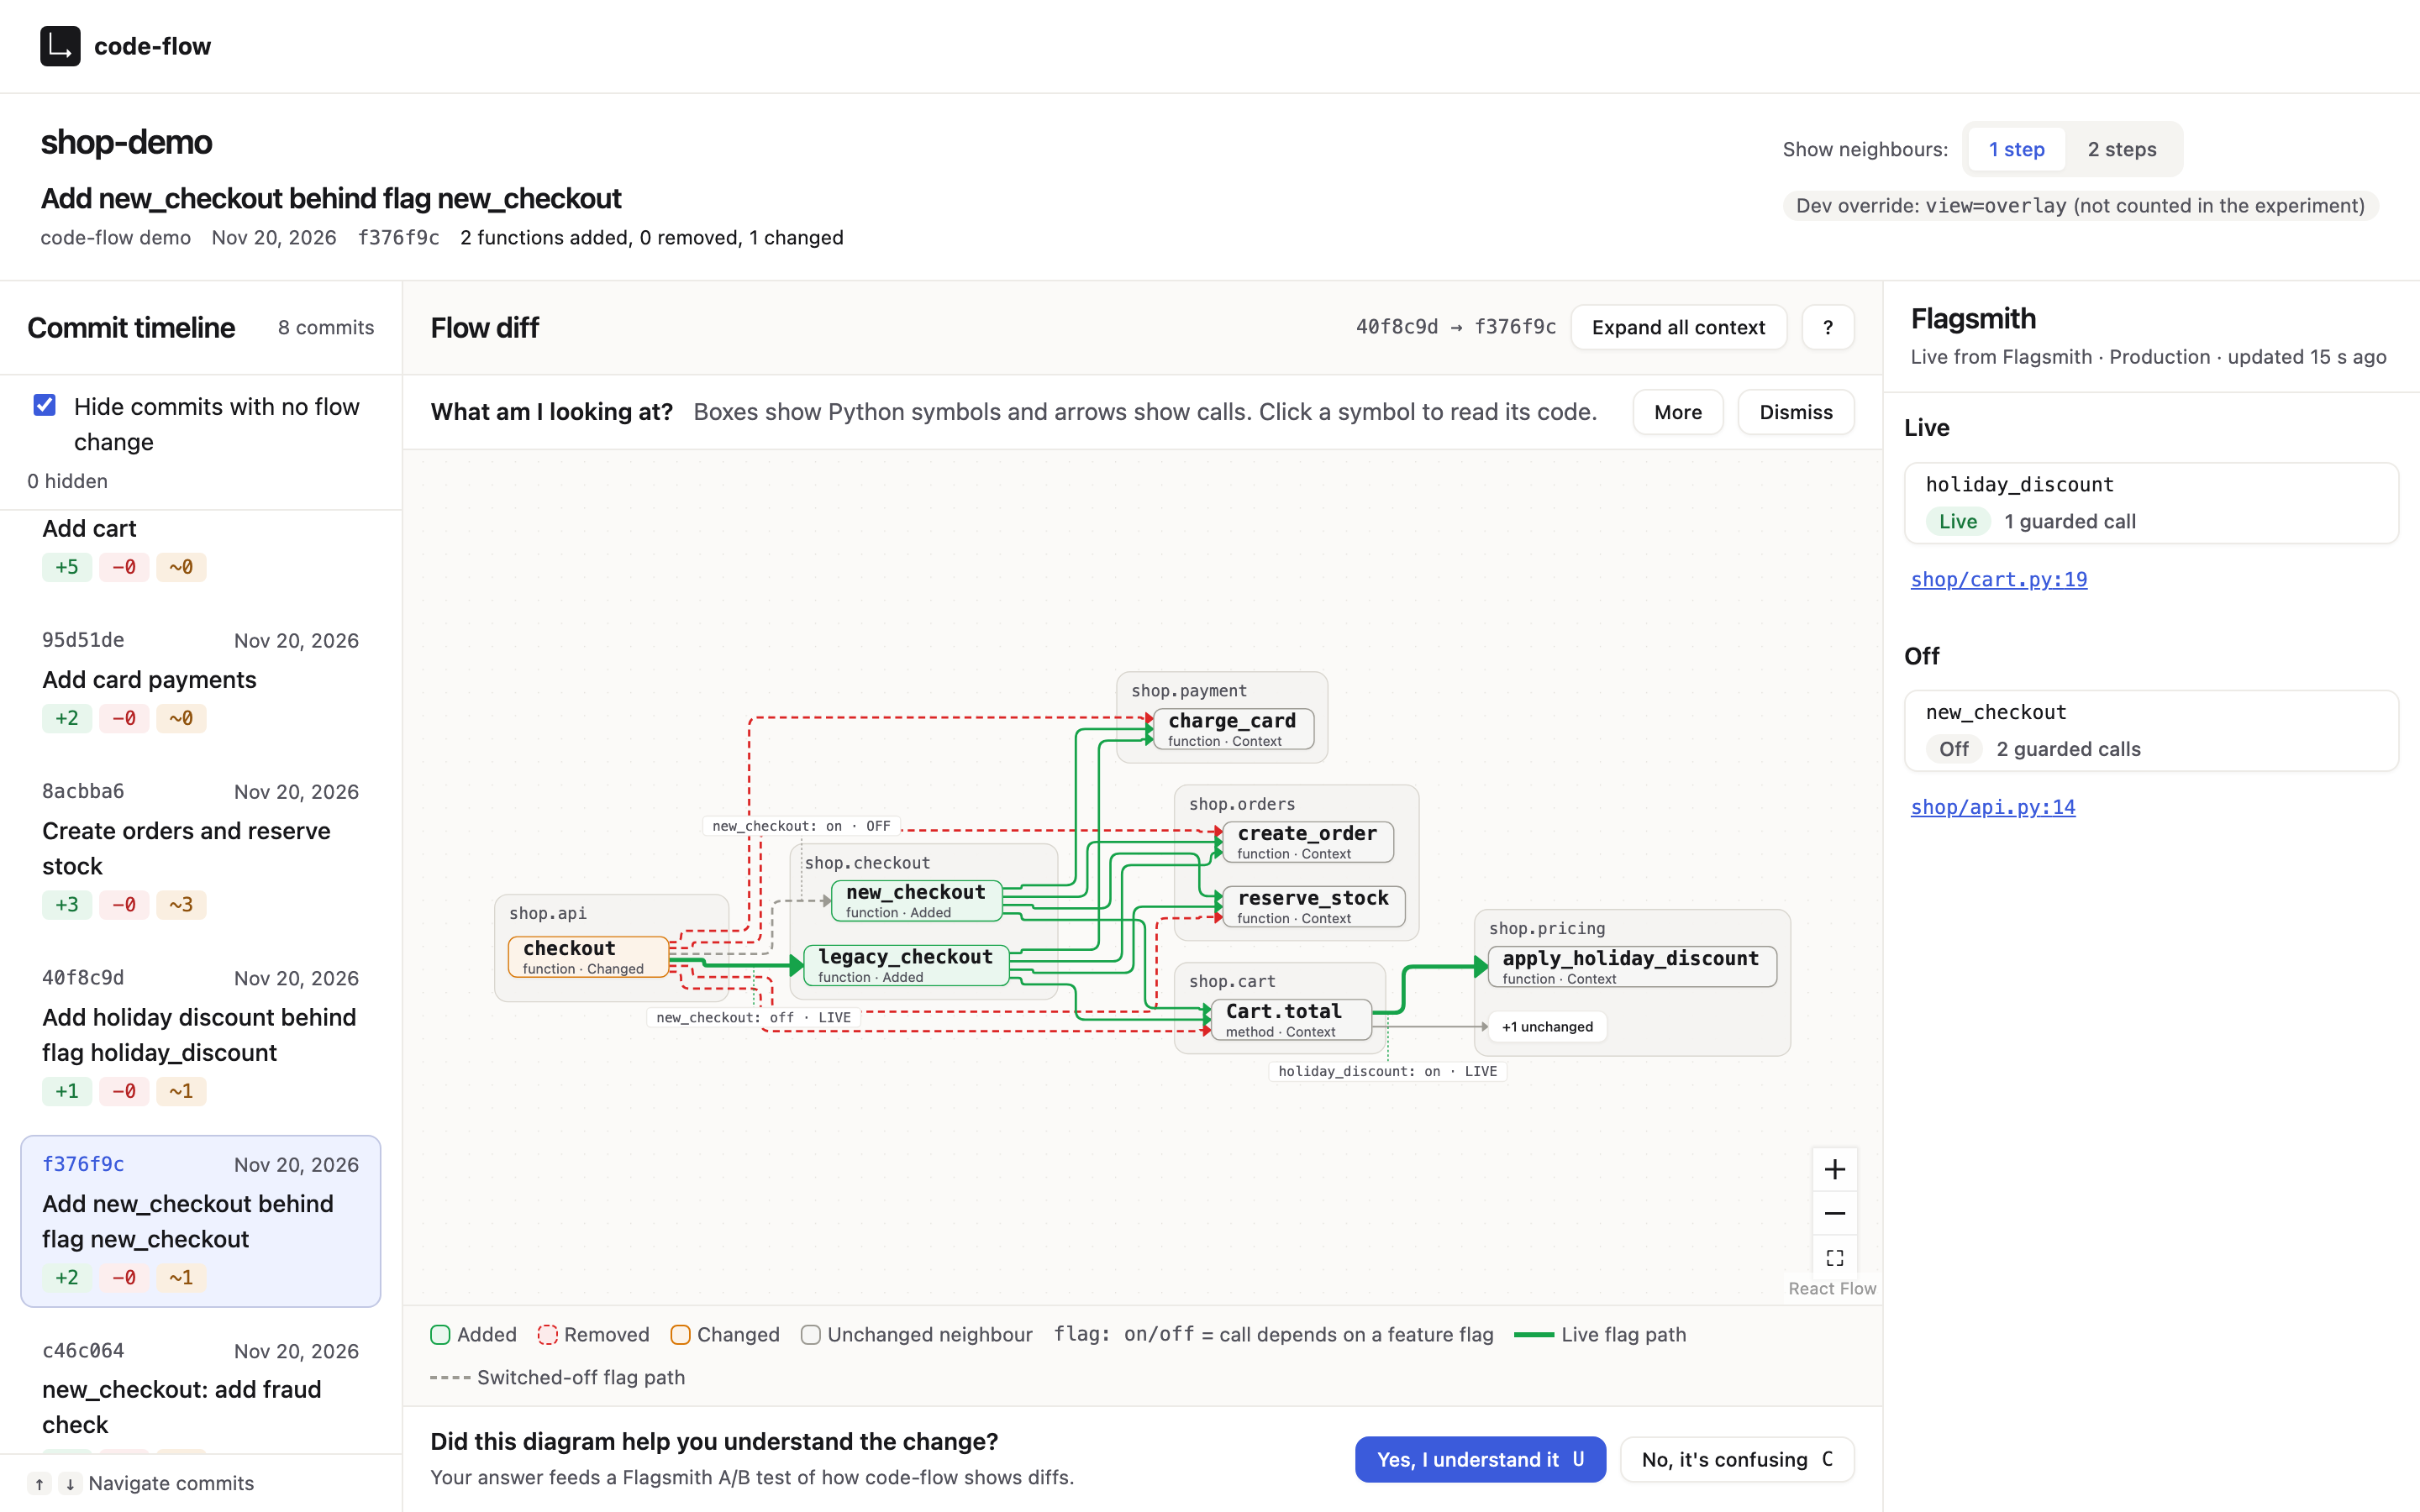 code-flow
shop-demo
Add new_checkout behind flag new_checkout
code-flow demo Nov 20, 2026 f376f9c 2 functions added, 0 removed, 1 changed
Show neighbours: 1 step 2 steps
Dev override: view=overlay (not counted in the experiment)
Commit timeline 8 commits
Hide commits with no flow
change
0 hidden
Add cart
+5 −0 ~0
95d51de Nov 20, 2026
Add card payments
+2 −0 ~0
8acbba6 Nov 20, 2026
Create orders and reserve
stock
+3 −0 ~3
40f8c9d Nov 20, 2026
Add holiday discount behind
flag holiday_discount
+1 −0 ~1
f376f9c Nov 20, 2026
Add new_checkout behind
flag new_checkout
+2 −0 ~1
c46c064 Nov 20, 2026
new_checkout: add fraud
check
↑ ↓ Navigate commits
Flow diff 40f8c9d → f376f9c Expand all context ?
What am I looking at? Boxes show Python symbols and arrows show calls. Click a symbol to read its code. More Dismiss
shop.payment
charge_card
function · Context
shop.orders
create_order
function · Context
reserve_stock
function · Context
new_checkout: on · OFF
shop.checkout
new_checkout
function · Added
legacy_checkout
function · Added
shop.api
checkout
function · Changed
new_checkout: off · LIVE
shop.cart
Cart.total
method · Context
shop.pricing
apply_holiday_discount
function · Context
+1 unchanged
holiday_discount: on · LIVE
React Flow
Added Removed Changed Unchanged neighbour flag: on/off = call depends on a feature flag Live flag path
Switched-off flag path
Did this diagram help you understand the change?
Your answer feeds a Flagsmith A/B test of how code-flow shows diffs.
Yes, I understand it U No, it's confusing C
Flagsmith
Live from Flagsmith · Production · updated 15 s ago
Live
holiday_discount
Live 1 guarded call
shop/cart.py:19
Off
new_checkout
Off 2 guarded calls
shop/api.py:14